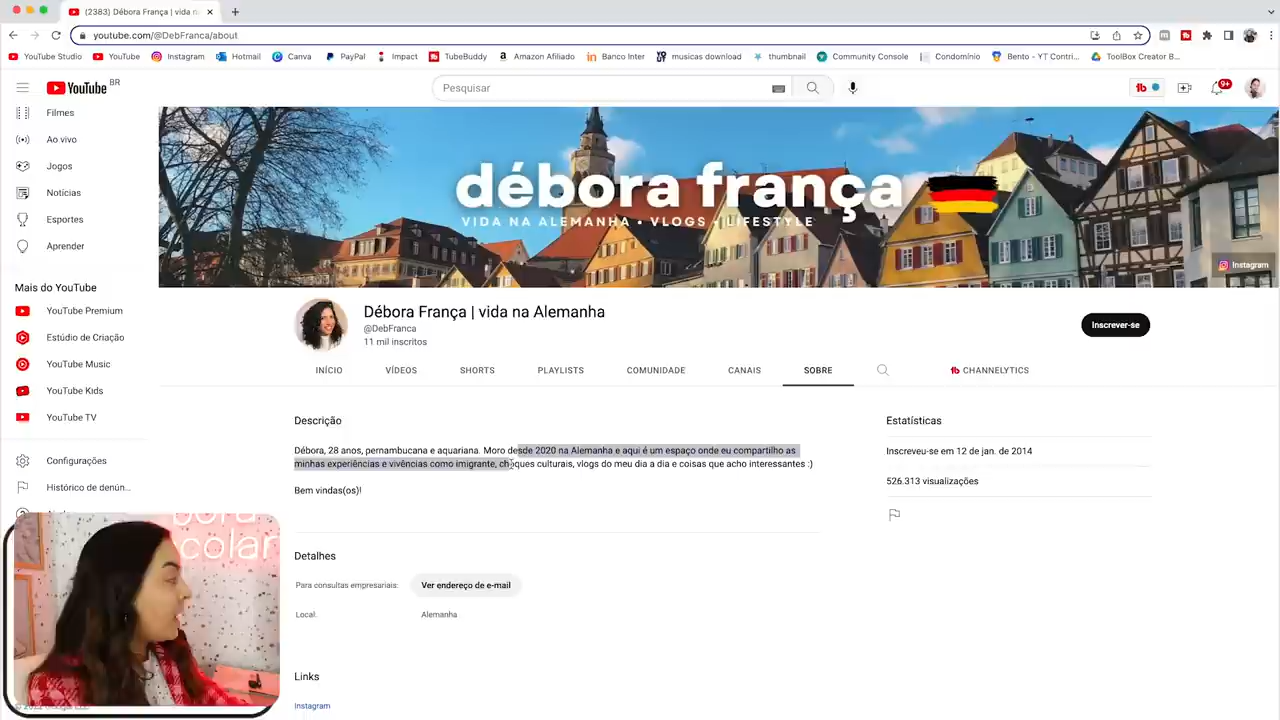 (2383) Débora França | vida n
youtube.com/@DebFranca/about
YouTube Studio YouTube Instagram Hotmail Canva PayPal Impact TubeBuddy Amazon Afiliado Banco Inter musicas download thumbnail Community Console Condomínio Bento - YT Contri... ToolBox Creator B...
YouTube BR
Pesquisar
9+
Filmes
Ao vivo
Jogos
Notícias
Esportes
Aprender
Mais do YouTube
YouTube Premium
Estúdio de Criação
YouTube Music
YouTube Kids
YouTube TV
Configurações
Histórico de denún...
débora frança
VIDA NA ALEMANHA • VLOGS • LIFESTYLE
Instagram
Débora França | vida na Alemanha
@DebFranca
11 mil inscritos
Inscrever-se
INÍCIO VÍDEOS SHORTS PLAYLISTS COMUNIDADE CANAIS SOBRE CHANNELYTICS
Descrição
Débora, 28 anos, pernambucana e aquariana. Moro desde 2020 na Alemanha e aqui é um espaço onde eu compartilho as
minhas experiências e vivências como imigrante, choques culturais, vlogs do meu dia a dia e coisas que acho interessantes :)
Bem vindas(os)!
Estatísticas
Inscreveu-se em 12 de jan. de 2014
526.313 visualizações
Detalhes
Para consultas empresariais: Ver endereço de e-mail
Local: Alemanha
Links
Instagram